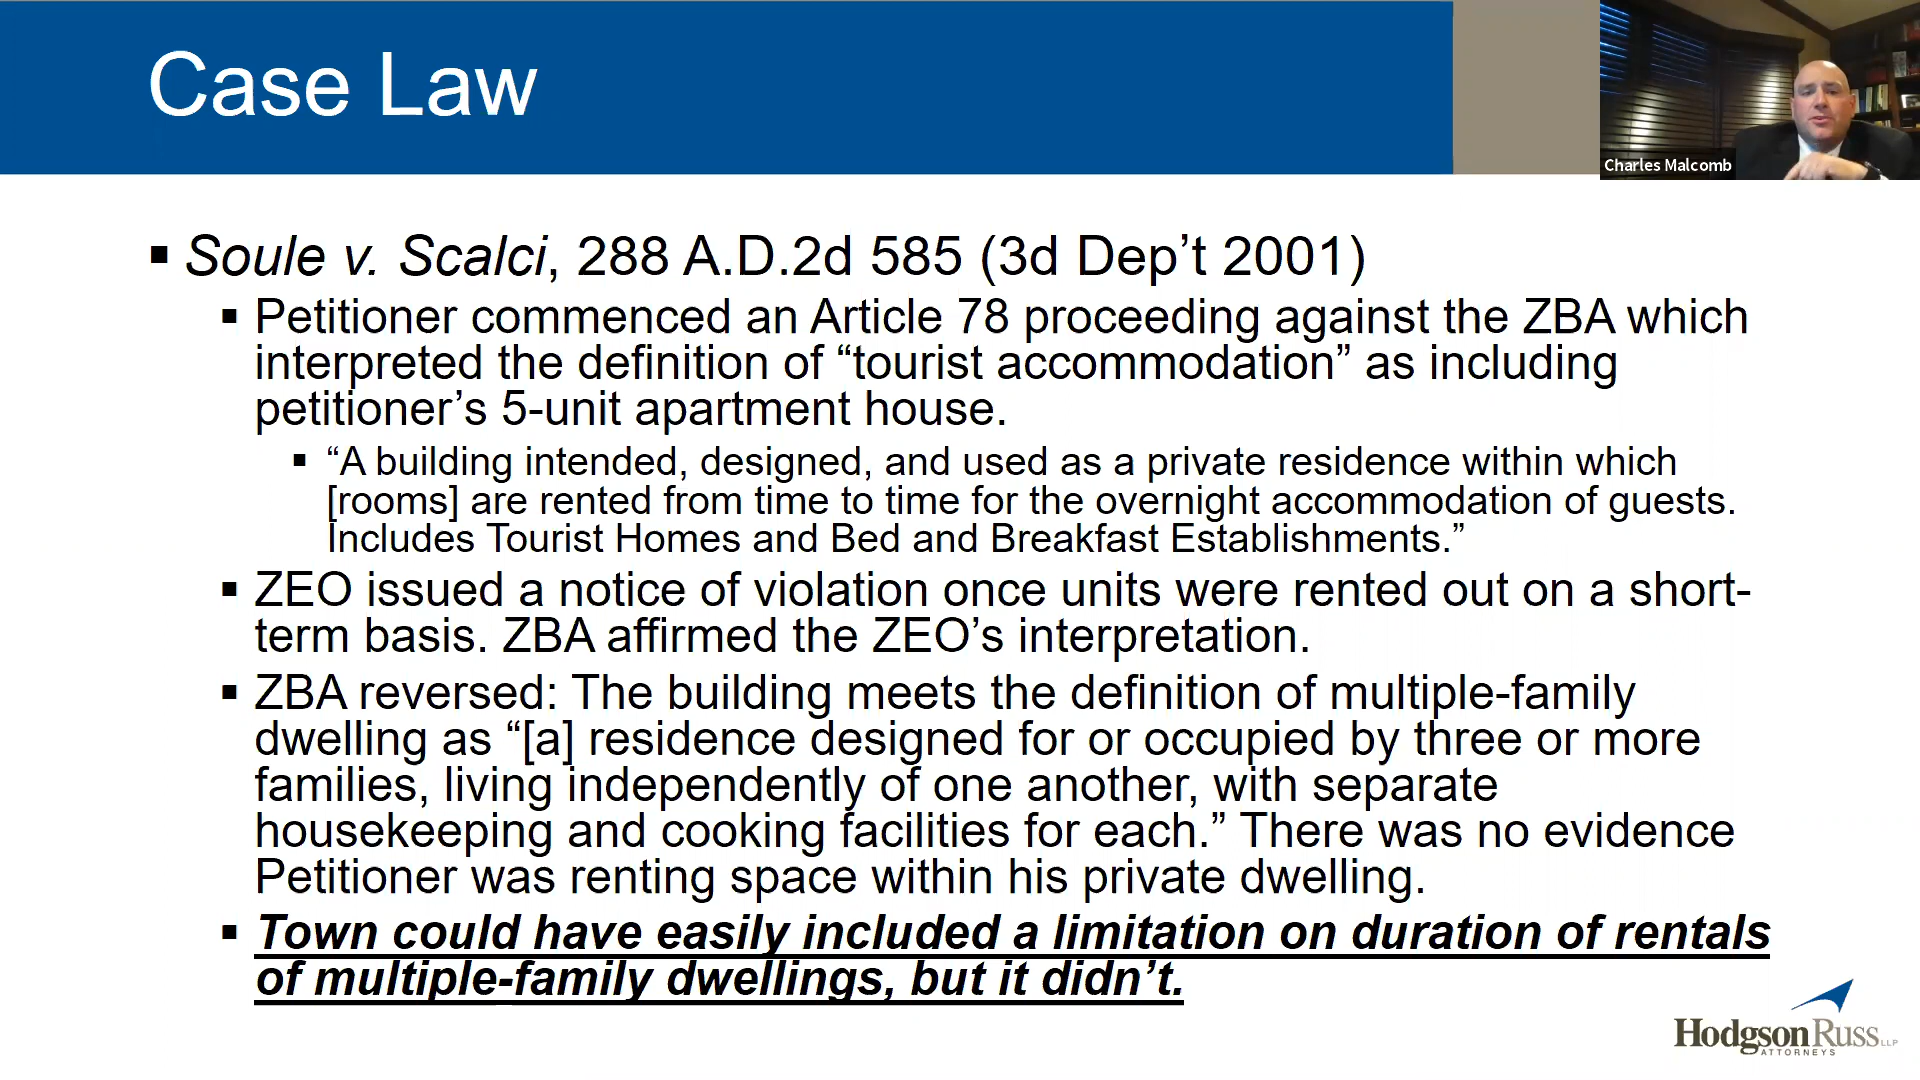 Case Law
Charles Malcomb
▪ Soule v. Scalci, 288 A.D.2d 585 (3d Dep’t 2001)
▪ Petitioner commenced an Article 78 proceeding against the ZBA which
interpreted the definition of “tourist accommodation” as including
petitioner’s 5-unit apartment house.
▪ “A building intended, designed, and used as a private residence within which
[rooms] are rented from time to time for the overnight accommodation of guests.
Includes Tourist Homes and Bed and Breakfast Establishments.”
▪ ZEO issued a notice of violation once units were rented out on a short-
term basis. ZBA affirmed the ZEO’s interpretation.
▪ ZBA reversed: The building meets the definition of multiple-family
dwelling as “[a] residence designed for or occupied by three or more
families, living independently of one another, with separate
housekeeping and cooking facilities for each.” There was no evidence
Petitioner was renting space within his private dwelling.
▪ Town could have easily included a limitation on duration of rentals
of multiple-family dwellings, but it didn’t.
HodgsonRuss LLP
ATTORNEYS